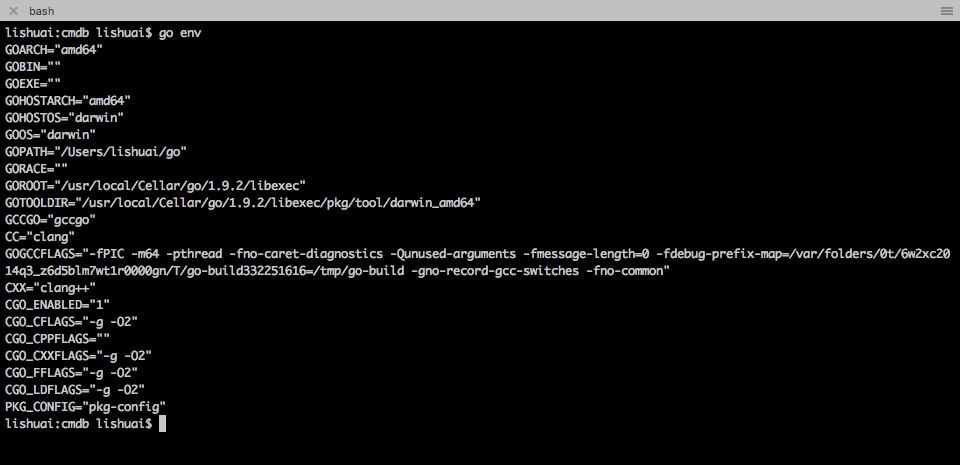 bash
lishuai:cmdb lishuai$ go env
GOARCH="amd64"
GOBIN=""
GOEXE=""
GOHOSTARCH="amd64"
GOHOSTOS="darwin"
GOOS="darwin"
GOPATH="/Users/lishuai/go"
GORACE=""
GOROOT="/usr/local/Cellar/go/1.9.2/libexec"
GOTOOLDIR="/usr/local/Cellar/go/1.9.2/libexec/pkg/tool/darwin_amd64"
GCCGO="gccgo"
CC="clang"
GOGCCFLAGS="-fPIC -m64 -pthread -fno-caret-diagnostics -Qunused-arguments -fmessage-length=0 -fdebug-prefix-map=/var/folders/0t/6w2xc20
14q3_z6d5blm7wt1r0000gn/T/go-build332251616=/tmp/go-build -gno-record-gcc-switches -fno-common"
CXX="clang++"
CGO_ENABLED="1"
CGO_CFLAGS="-g -O2"
CGO_CPPFLAGS=""
CGO_CXXFLAGS="-g -O2"
CGO_FFLAGS="-g -O2"
CGO_LDFLAGS="-g -O2"
PKG_CONFIG="pkg-config"
lishuai:cmdb lishuai$